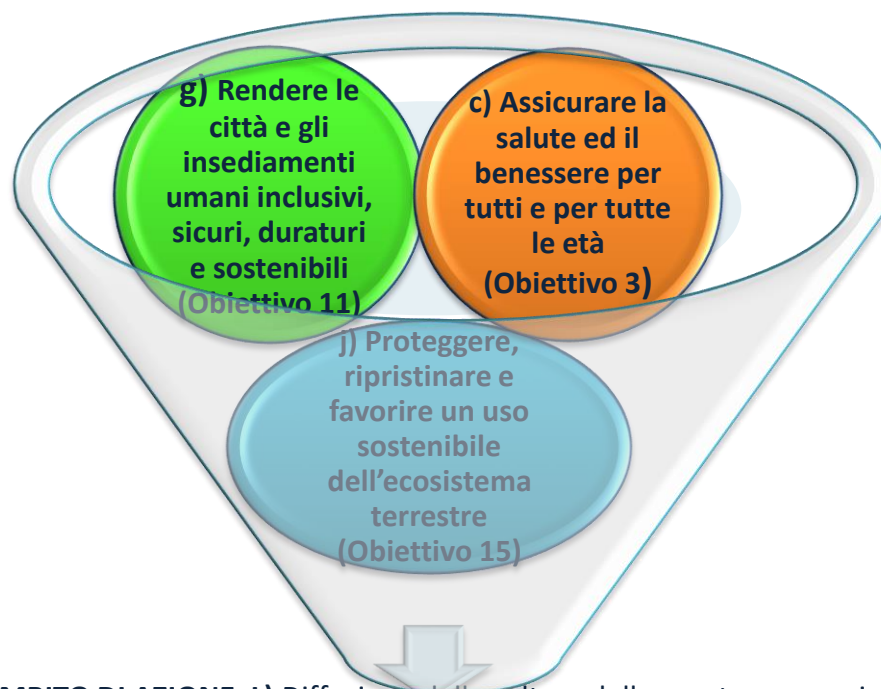 g) Rendere le
città e gli
insediamenti
umani inclusivi,
sicuri, duraturi
e sostenibili
(Obiettivo 11)
c) Assicurare la
salute ed il
benessere per
tutti e per tutte
le età
(Obiettivo 3)
j) Proteggere,
ripristinare e
favorire un uso
sostenibile
dell’ecosistema
terrestre
(Obiettivo 15)